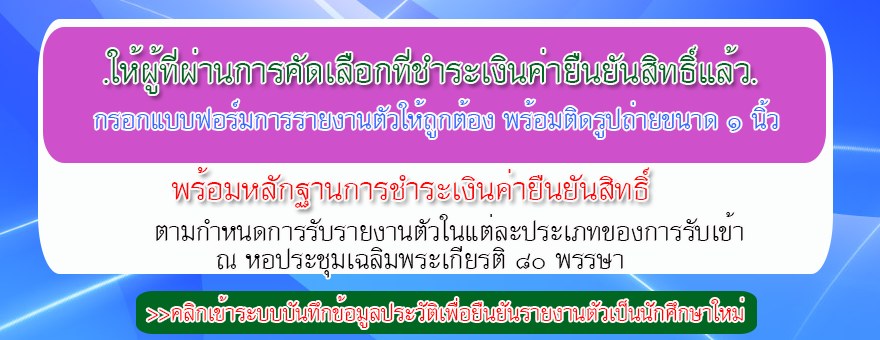 .ให้ผู้ที่ผ่านการคัดเลือกที่ชำระเงินค่ายืนยันสิทธิ์แล้ว.
กรอกแบบฟอร์มการรายงานตัวให้ถูกต้อง พร้อมติดรูปถ่ายขนาด ๑ นิ้ว
พร้อมหลักฐานการชำระเงินค่ายืนยันสิทธิ์
ตามกำหนดการรับรายงานตัวในแต่ละประเภทของการรับเข้า
ณ หอประชุมเฉลิมพระเกียรติ ๘๐ พรรษา
>>คลิกเข้าระบบบันทึกข้อมูลประวัติเพื่อยืนยันรายงานตัวเป็นนักศึกษาใหม่